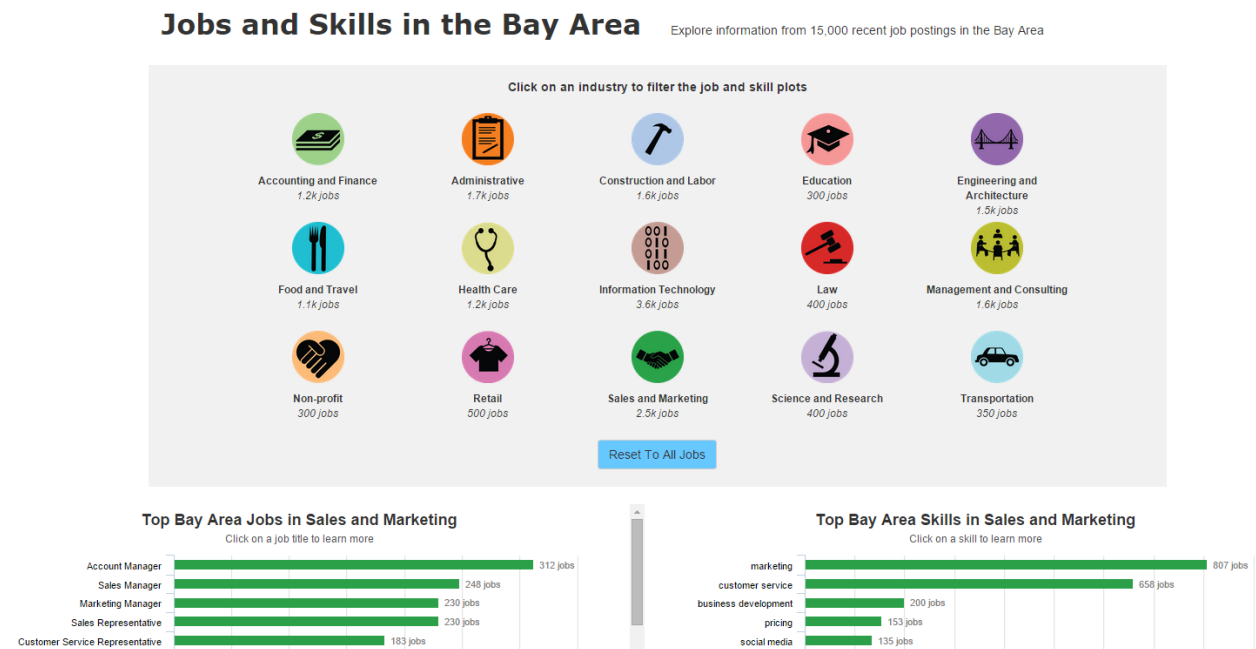 Jobs and Skills in the Bay Area
Explore information from 15,000 recent job postings in the Bay Area
Click on an industry to filter the job and skill plots
Accounting and Finance
1.2k jobs
Administrative
1.7k jobs
Construction and Labor
1.6k jobs
Education
300 jobs
Engineering and
Architecture
1.5k jobs
Food and Travel
1.1k jobs
Health Care
1.2k jobs
001
010
011
100
Information Technology
3.6k jobs
Law
400 jobs
Management and Consulting
1.6k jobs
Non-profit
300 jobs
Retail
500 jobs
Sales and Marketing
2.5k jobs
Science and Research
400 jobs
Transportation
350 jobs
Reset To All Jobs
Top Bay Area Jobs in Sales and Marketing
Click on a job title to learn more
Account Manager 312 jobs
Sales Manager 248 jobs
Marketing Manager 230 jobs
Sales Representative 230 jobs
Customer Service Representative 183 jobs
Top Bay Area Skills in Sales and Marketing
Click on a skill to learn more
marketing 807 jobs
customer service 658 jobs
business development 200 jobs
pricing 153 jobs
social media 135 jobs